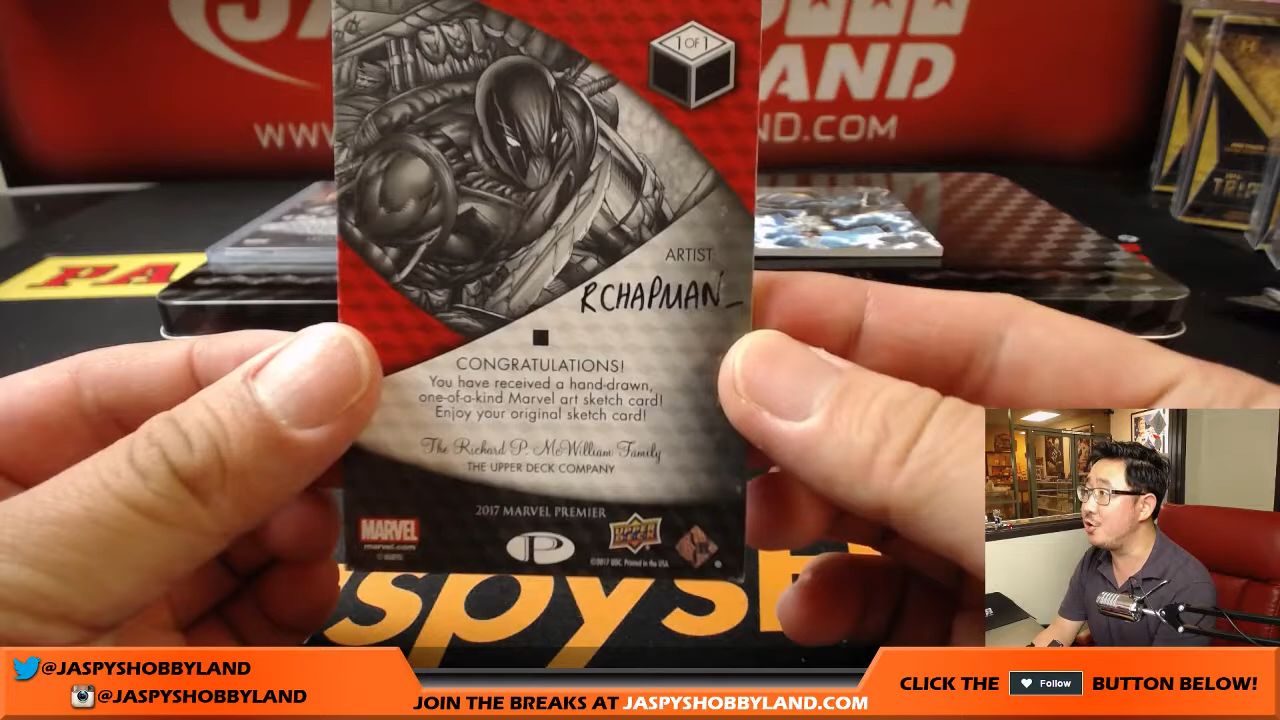 JA
LAND
WWW
ND.COM
PA
1 OF 1
ARTIST
RCHAPMAN
CONGRATULATIONS!
You have received a hand-drawn,
one-of-a-kind Marvel art sketch card!
Enjoy your original sketch card!
The Richard P. McWilliam Family
THE UPPER DECK COMPANY
2017 MARVEL PREMIER
MARVEL
marvel.com
P
UPPER DECK
©2017 UDC. Printed in the USA
JaspysH
@JASPYSHOBBYLAND
@JASPYSHOBBYLAND
JOIN THE BREAKS AT JASPYSHOBBYLAND.COM
CLICK THE Follow BUTTON BELOW!